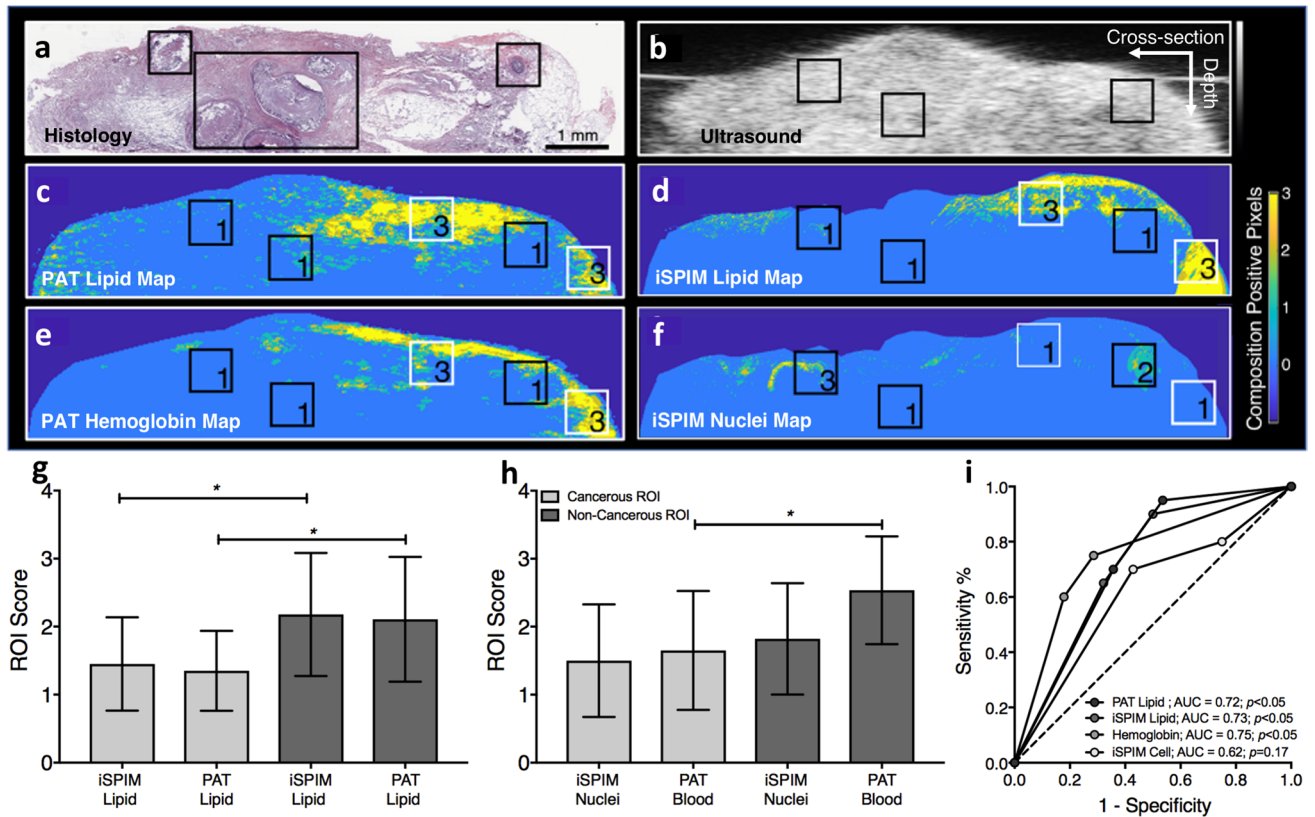 a
Histology
1 mm
b
Cross-section
Depth
Ultrasound
c
1
1
3
1
3
PAT Lipid Map
d
1
1
3
1
3
iSPIM Lipid Map
e
1
1
3
1
3
PAT Hemoglobin Map
f
3
1
1
2
1
iSPIM Nuclei Map
3
3
2
1
0
Composition Positive Pixels
g
ROI Score
4
3
2
1
0
*
*
iSPIM
Lipid
PAT
Lipid
iSPIM
Lipid
PAT
Lipid
h
ROI Score
4
3
2
1
0
Cancerous ROI
Non-Cancerous ROI
*
iSPIM
Nuclei
PAT
Blood
iSPIM
Nuclei
PAT
Blood
i
Sensitivity %
1.0
0.8
0.6
0.4
0.2
0.0
PAT Lipid ; AUC = 0.72; p<0.05
iSPIM Lipid; AUC = 0.73; p<0.05
Hemoglobin; AUC = 0.75; p<0.05
iSPIM Cell; AUC = 0.62; p=0.17
0.0 0.2 0.4 0.6 0.8 1.0
1 - Specificity